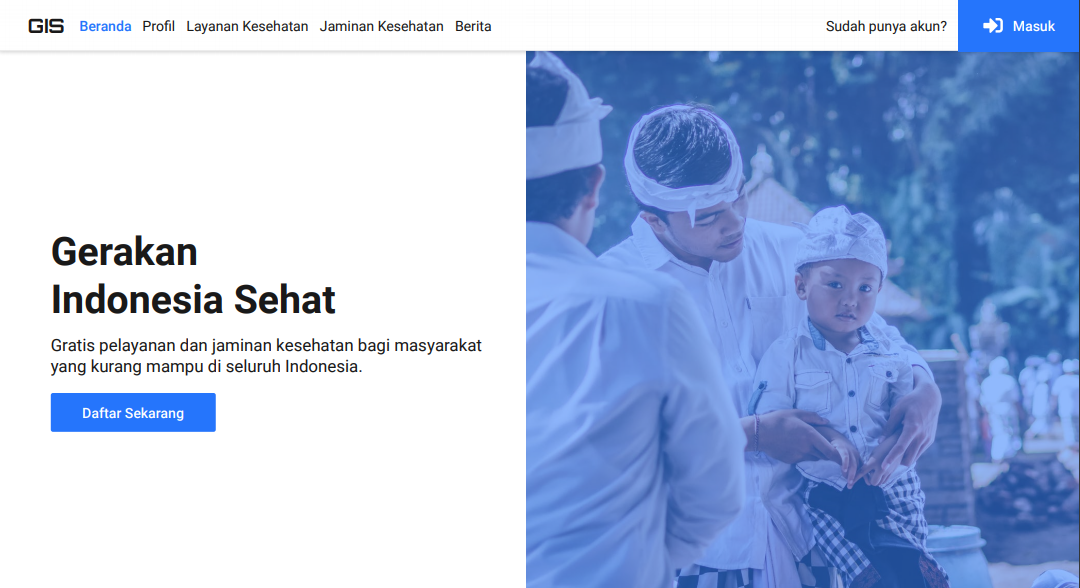 GIS Beranda Profil Layanan Kesehatan Jaminan Kesehatan Berita Sudah punya akun? Masuk
Gerakan
Indonesia Sehat
Gratis pelayanan dan jaminan kesehatan bagi masyarakat
yang kurang mampu di seluruh Indonesia.
Daftar Sekarang